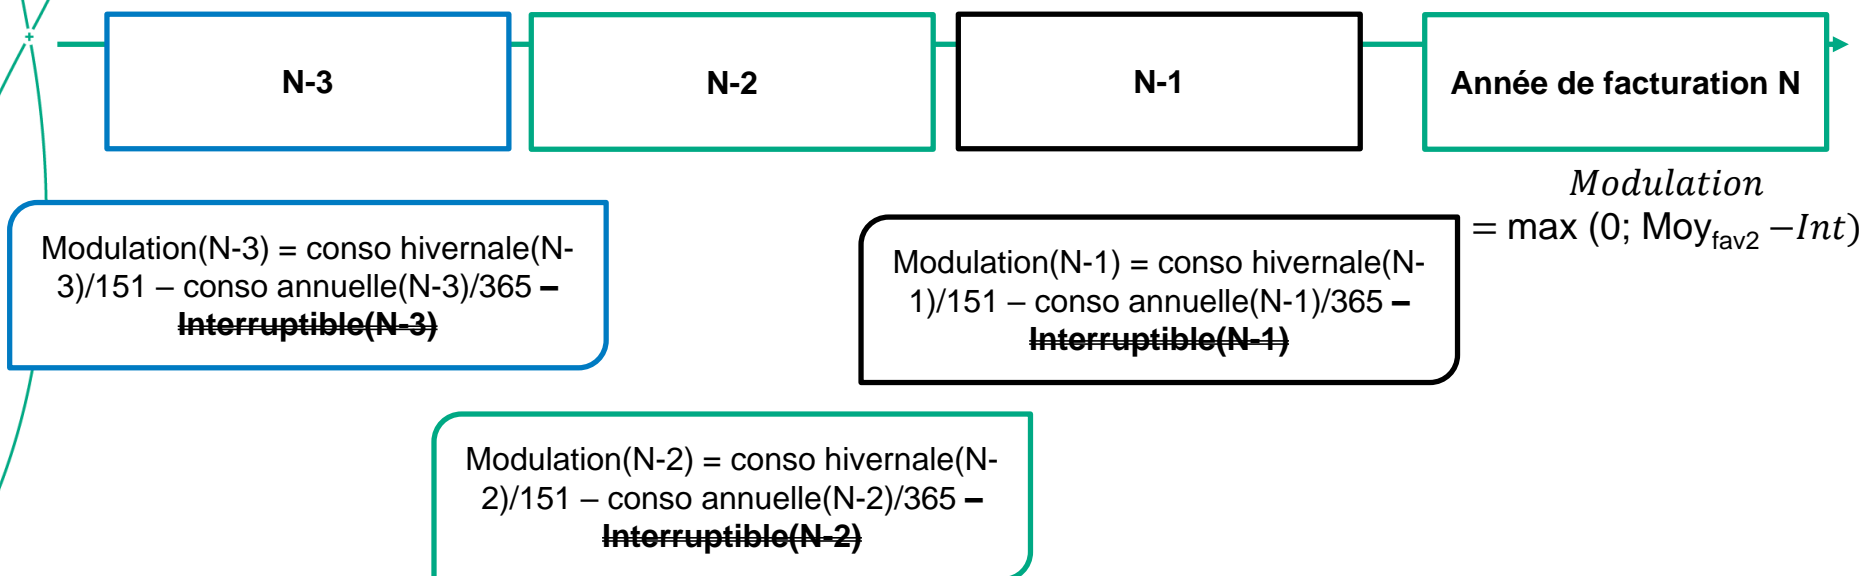 N-3
N-2
N-1
Année de facturation N
Modulation
= max (0; Moyfav2 −Int)
Modulation(N-3) = conso hivernale(N-
3)/151 – conso annuelle(N-3)/365 –
Interruptible(N-3)
Modulation(N-1) = conso hivernale(N-
1)/151 – conso annuelle(N-1)/365 –
Interruptible(N-1)
Modulation(N-2) = conso hivernale(N-
2)/151 – conso annuelle(N-2)/365 –
Interruptible(N-2)